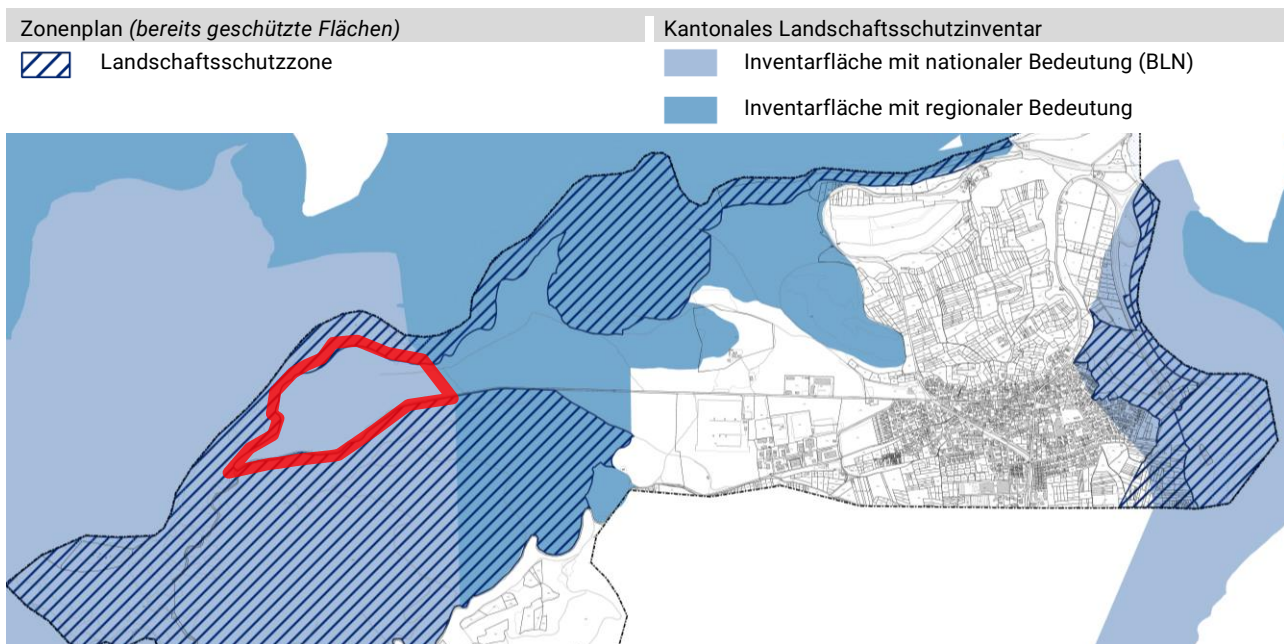 Zonenplan (bereits geschützte Flächen)
Landschaftsschutzzone
Kantonales Landschaftsschutzinventar
Inventarfläche mit nationaler Bedeutung (BLN)
Inventarfläche mit regionaler Bedeutung